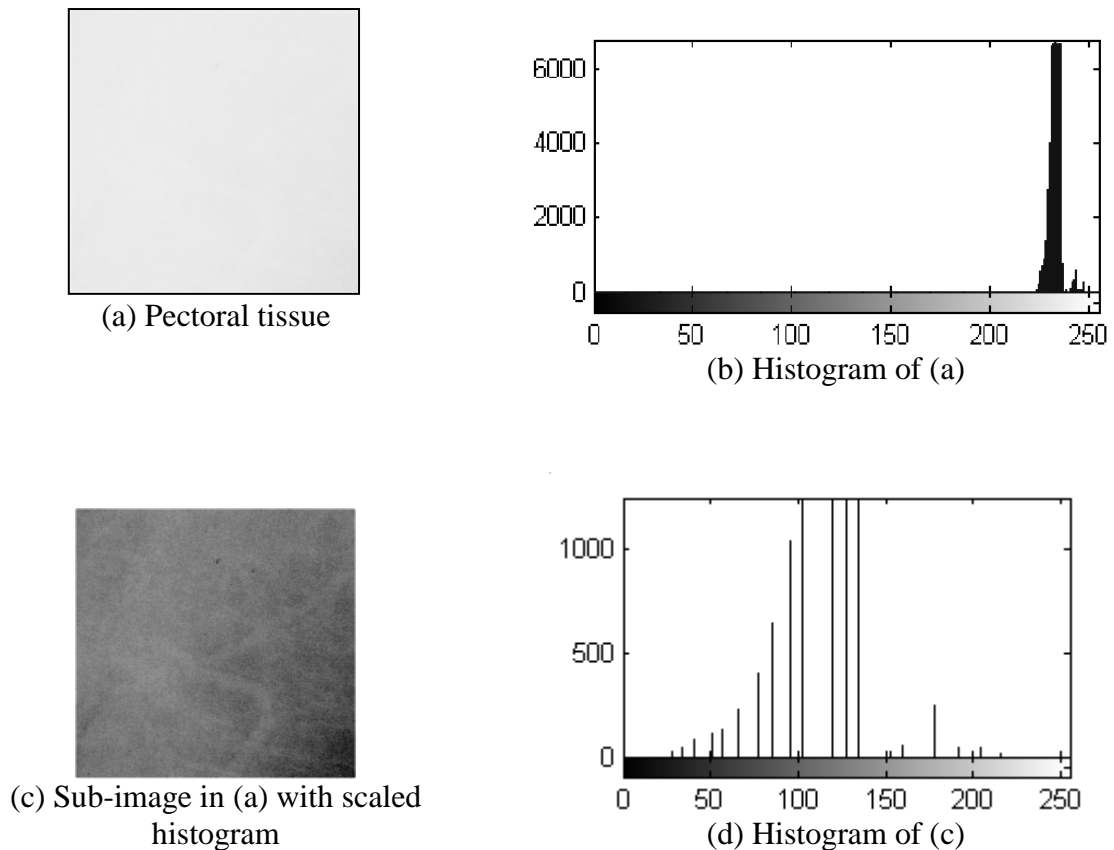 6000
4000
2000
0
0 50 100 150 200 250
(a) Pectoral tissue
(b) Histogram of (a)
1000
500
0
0 50 100 150 200 250
(c) Sub-image in (a) with scaled
histogram
(d) Histogram of (c)